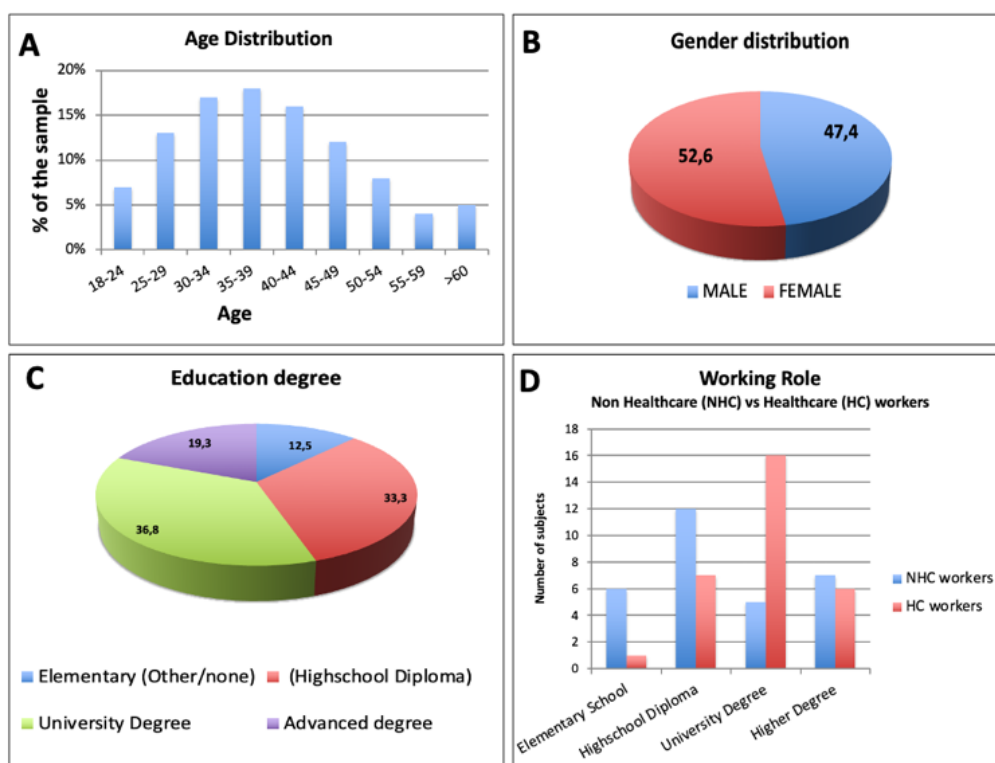 A
Age Distribution
% of the sample
20%
15%
10%
5%
0%
18-24
25-29
30-34
35-39
40-44
45-49
50-54
55-59
>60
Age
B
Gender distribution
47,4
52,6
MALE
FEMALE
C
Education degree
19,3
12,5
33,3
36,8
Elementary (Other/none)
(Highschool Diploma)
University Degree
Advanced degree
D
Working Role
Non Healthcare (NHC) vs Healthcare (HC) workers
Number of subjects
18
16
14
12
10
8
6
4
2
0
Elementary School
Highschool Diploma
University Degree
Higher Degree
NHC workers
HC workers